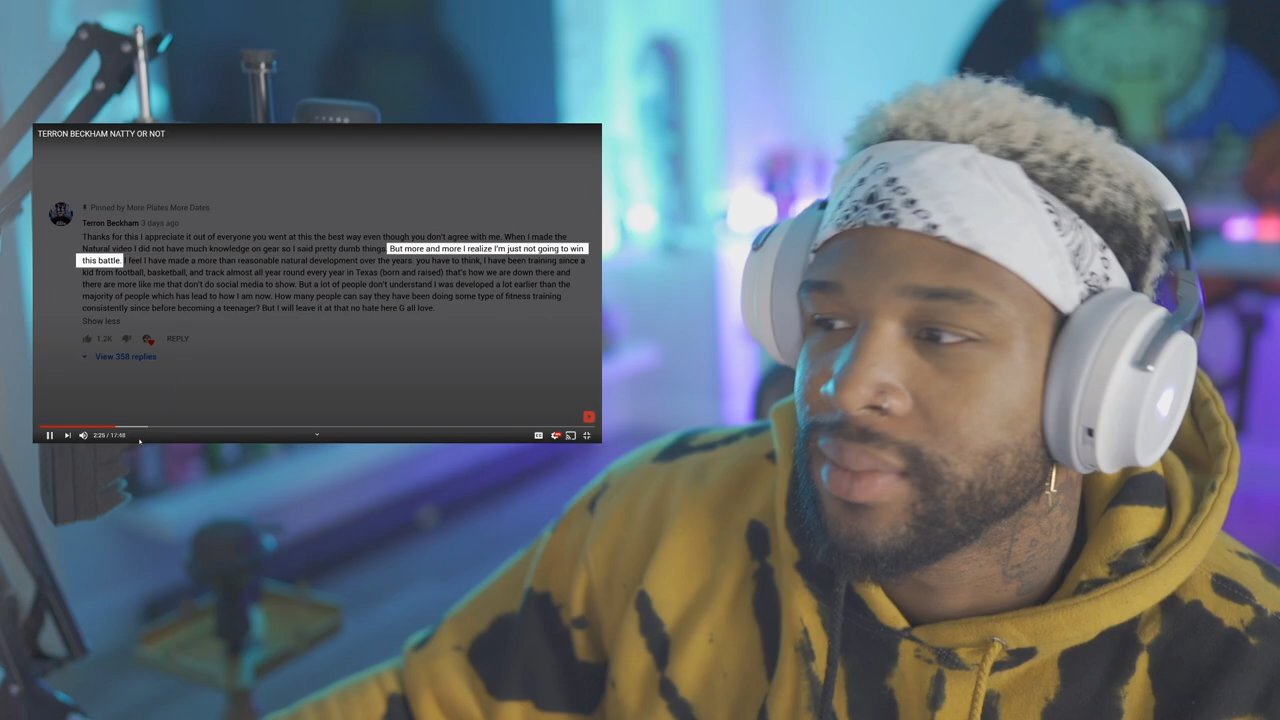 TERRON BECKHAM NATTY OR NOT
Pinned by More Plates More Dates
Terron Beckham 3 days ago
Thanks for this I appreciate it out of everyone you went at this the best way even though you don't agree with me. When I made the
Natural video I did not have much knowledge on gear so I said pretty dumb things. But more and more I realize I'm just not going to win
this battle. I feel I have made a more than reasonable natural development over the years. you have to think, I have been training since a
kid from football, basketball, and track almost all year round every year in Texas (born and raised) that's how we are down there and
there are more like me that don't do social media to show. But a lot of people don't understand I was developed a lot earlier than the
majority of people which has lead to how I am now. How many people can say they have been doing some type of fitness training
consistently since before becoming a teenager? But I will leave it at that no hate here G all love.
Show less
1.2K REPLY
View 358 replies
2:25 / 17:48